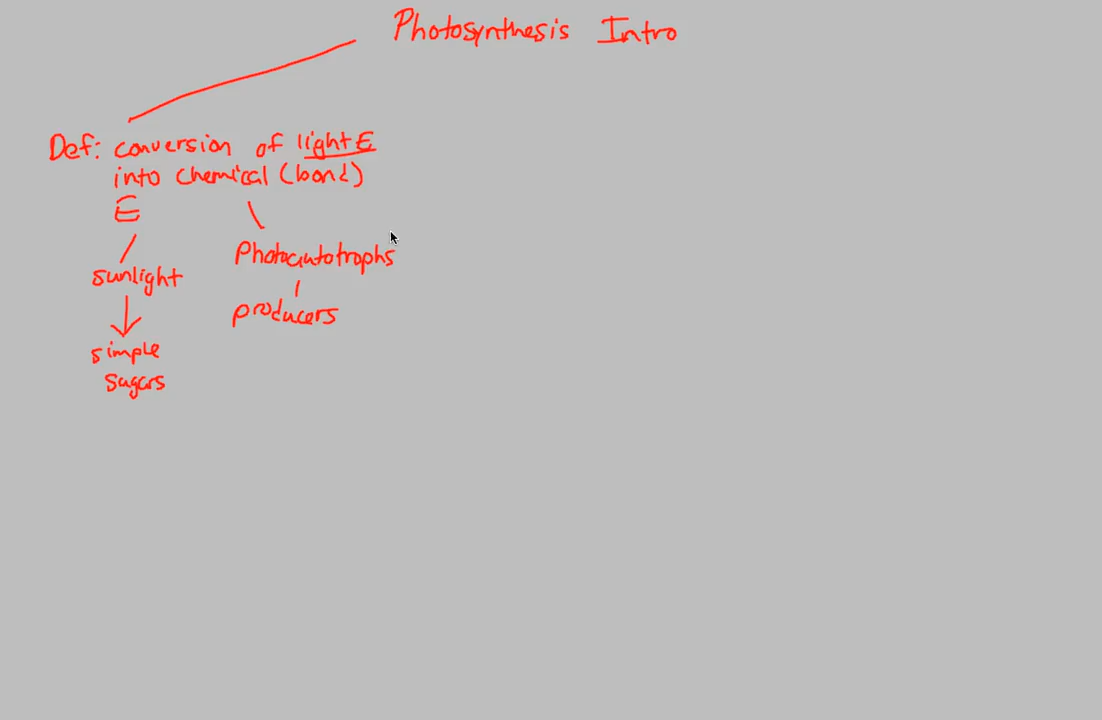 Photosynthesis Intro
Def: conversion of light E
into chemical (bond)
E
sunlight
simple
sugars
Photoautotrophs
producers